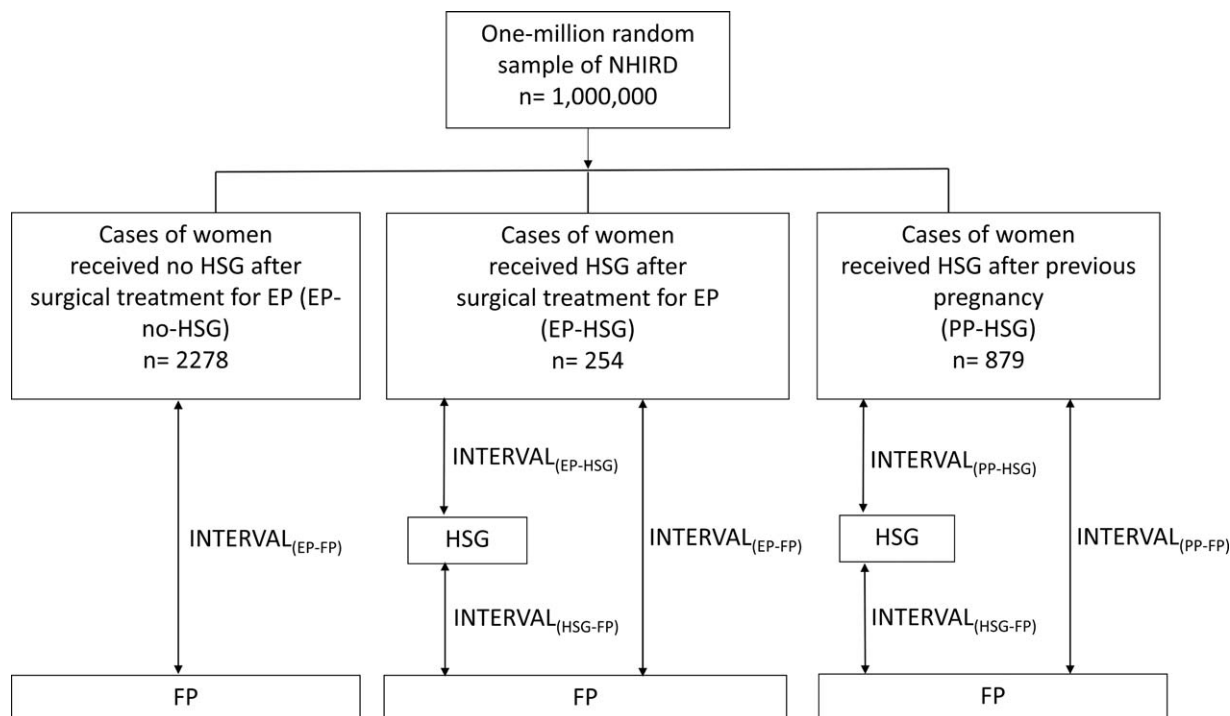 One-million random
sample of NHIRD
n= 1,000,000
Cases of women
received no HSG after
surgical treatment for EP (EP-
no-HSG)
n= 2278
Cases of women
received HSG after
surgical treatment for EP
(EP-HSG)
n= 254
Cases of women
received HSG after previous
pregnancy
(PP-HSG)
n= 879
INTERVAL(EP-FP)
INTERVAL(EP-HSG)
HSG
INTERVAL(HSG-FP)
INTERVAL(EP-FP)
INTERVAL(PP-HSG)
HSG
INTERVAL(HSG-FP)
INTERVAL(PP-FP)
FP
FP
FP